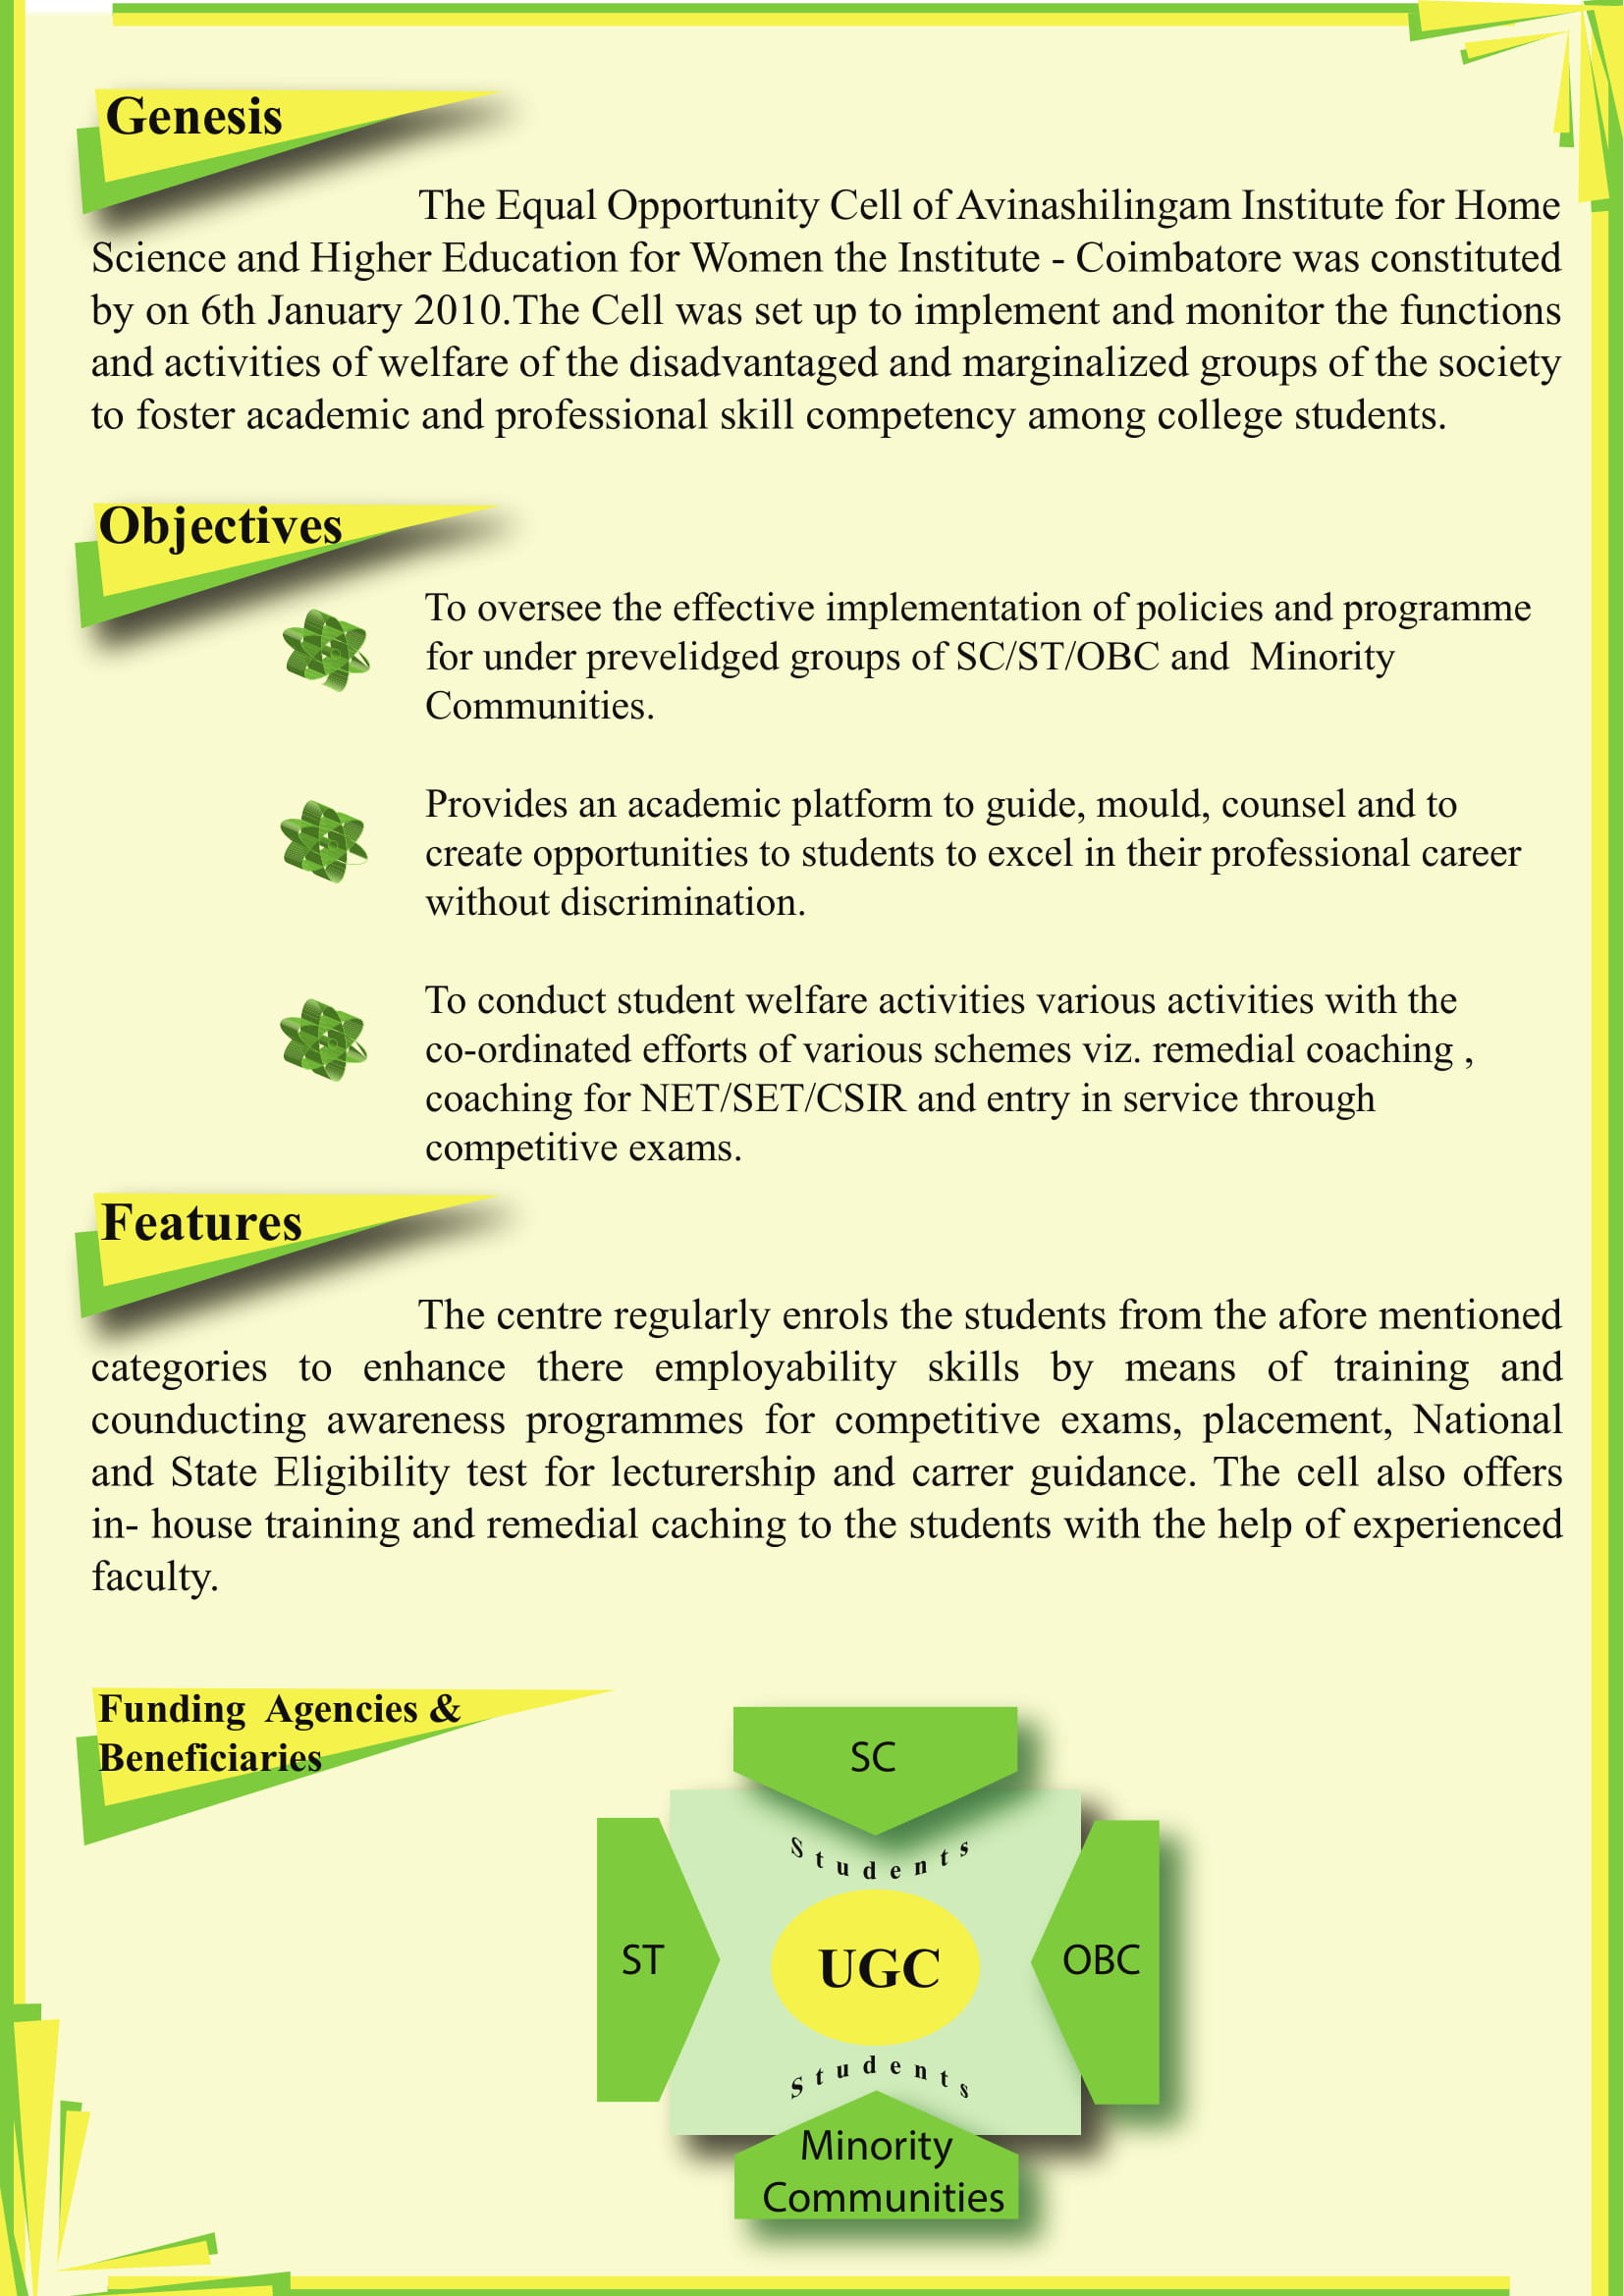 Genesis
The Equal Opportunity Cell of Avinashilingam Institute for Home
Science and Higher Education for Women the Institute - Coimbatore was constituted
by on 6th January 2010.The Cell was set up to implement and monitor the functions
and activities of welfare of the disadvantaged and marginalized groups of the society
to foster academic and professional skill competency among college students.
Objectives
To oversee the effective implementation of policies and programme
for under prevelidged groups of SC/ST/OBC and  Minority
Communities.
Provides an academic platform to guide, mould, counsel and to
create opportunities to students to excel in their professional career
without discrimination.
To conduct student welfare activities various activities with the
co-ordinated efforts of various schemes viz. remedial coaching ,
coaching for NET/SET/CSIR and entry in service through
competitive exams.
Features
The centre regularly enrols the students from the afore mentioned
categories to enhance there employability skills by means of training and
counducting awareness programmes for competitive exams, placement, National
and State Eligibility test for lecturership and carrer guidance. The cell also offers
in- house training and remedial caching to the students with the help of experienced
faculty.
Funding  Agencies &
Beneficiaries
SC
Students
ST
UGC
OBC
Students
Minority
Communities